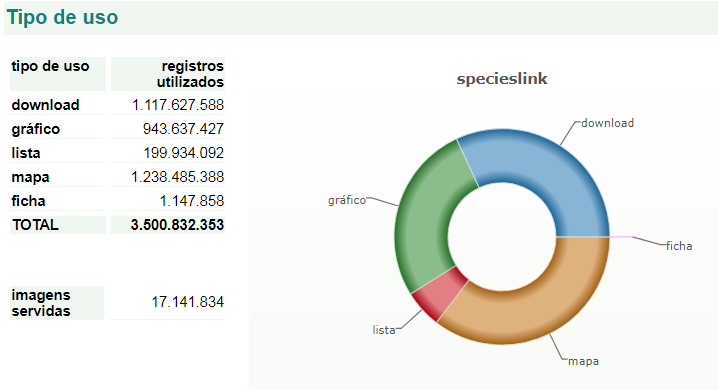 Tipo de uso
tipo de uso registros
utilizados
download 1.117.627.588
gráfico 943.637.427
lista 199.934.092
mapa 1.238.485.388
ficha 1.147.858
TOTAL 3.500.832.353
imagens
servidas 17.141.834
specieslink
download
gráfico
ficha
lista
mapa